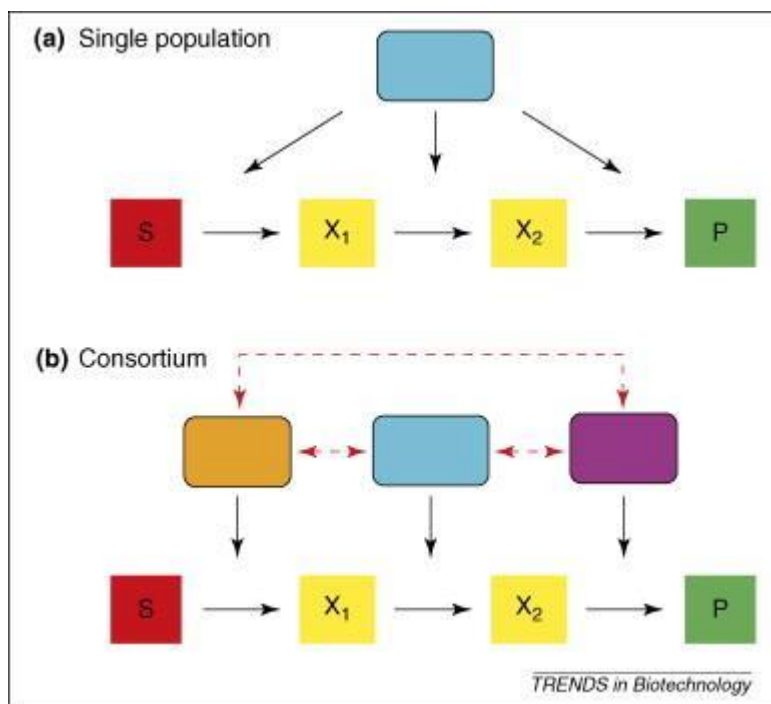 (a) Single population
S X₁ X₂ P
(b) Consortium
S X₁ X₂ P
TRENDS in Biotechnology